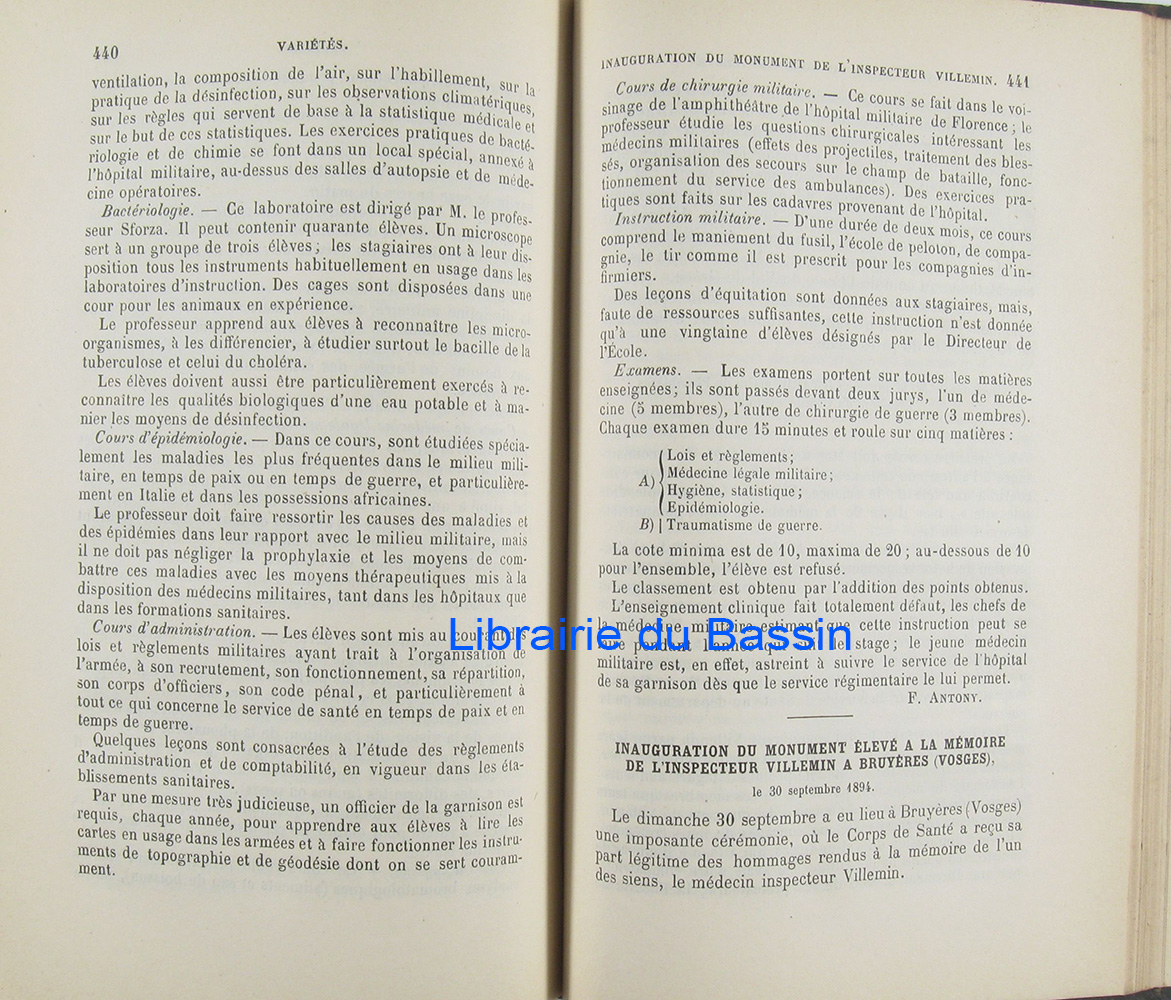 440
VARIÉTÉS.
ventilation, la composition de l'air, sur l'habillement, sur la
pratique de la désinfection, sur les observations climatériques,
sur les règles qui servent de base à la statistique médicale et
sur le but de ces statistiques. Les exercices pratiques de bacté-
riologie et de chimie se font dans un local spécial, annexé à
l'hôpital militaire, au-dessus des salles d'autopsie et de méde-
cine opératoires.
Bactériologie. — Ce laboratoire est dirigé par M. le profes-
seur Sforza. Il peut contenir quarante élèves. Un microscope
sert à un groupe de trois élèves; les stagiaires ont à leur dis-
position tous les instruments habituellement en usage dans les
laboratoires d'instruction. Des cages sont disposées dans une
cour pour les animaux en expérience.
Le professeur apprend aux élèves à reconnaître les micro-
organismes, à les différencier, à étudier surtout le bacille de la
tuberculose et celui du choléra.
Les élèves doivent aussi être particulièrement exercés à re-
connaître les qualités biologiques d'une eau potable et à ma-
nier les moyens de désinfection.
Cours d'épidémiologie. — Dans ce cours, sont étudiées spécia-
lement les maladies les plus fréquentes dans le milieu mili-
taire, en temps de paix ou en temps de guerre, et particulière-
ment en Italie et dans les possessions africaines.
Le professeur doit faire ressortir les causes des maladies et
des épidémies dans leur rapport avec le milieu militaire, mais
il ne doit pas négliger la prophylaxie et les moyens de com-
battre ces maladies avec les moyens thérapeutiques mis à la
disposition des médecins militaires, tant dans les hôpitaux que
dans les formations sanitaires.
Cours d'administration. — Les élèves sont mis au courant des
lois et règlements militaires ayant trait à l'organisation de
l'armée, à son recrutement, son fonctionnement, sa répartition,
son corps d'officiers, son code pénal, et particulièrement à
tout ce qui concerne le service de santé en temps de paix et en
temps de guerre.
Quelques leçons sont consacrées à l'étude des règlements
d'administration et de comptabilité, en vigueur dans les éta-
blissements sanitaires.
Par une mesure très judicieuse, un officier de la garnison est
requis, chaque année, pour apprendre aux élèves à lire les
cartes en usage dans les armées et à faire fonctionner les instru-
ments de topographie et de géodésie dont on se sert couram-
ment.
INAUGURATION DU MONUMENT DE L'INSPECTEUR VILLEMIN. 441
Cours de chirurgie militaire. — Ce cours se fait dans le voi-
sinage de l'amphithéâtre de l'hôpital militaire de Florence; le
professeur étudie les questions chirurgicales intéressant les
médecins militaires (effets des projectiles, traitement des bles-
sés, organisation des secours sur le champ de bataille, fonc-
tionnement du service des ambulances). Des exercices pra-
tiques sont faits sur les cadavres provenant de l'hôpital.
Instruction militaire. — D'une durée de deux mois, ce cours
comprend le maniement du fusil, l'école de peloton, de compa-
gnie, le tir comme il est prescrit pour les compagnies d'in-
firmiers.
Des leçons d'équitation sont données aux stagiaires, mais,
faute de ressources suffisantes, cette instruction n'est donnée
qu'à une vingtaine d'élèves désignés par le Directeur de
l'École.
Examens. — Les examens portent sur toutes les matières
enseignées; ils sont passés devant deux jurys, l'un de méde-
cine (5 membres), l'autre de chirurgie de guerre (3 membres).
Chaque examen dure 15 minutes et roule sur cinq matières:
Lois et règlements;
A) Médecine légale militaire;
Hygiène, statistique;
Epidémiologie.
B) | Traumatisme de guerre.
La cote minima est de 10, maxima de 20; au-dessous de 10
pour l'ensemble, l'élève est refusé.
Le classement est obtenu par l'addition des points obtenus.
L'enseignement clinique fait totalement défaut, les chefs de
la médecine militaire estiment que cette instruction peut se
faire pendant l'année qui suit le stage; le jeune médecin
militaire est, en effet, astreint à suivre le service de l'hôpital
de sa garnison dès que le service régimentaire le lui permet.
F. ANTONY.
INAUGURATION DU MONUMENT ÉLEVÉ A LA MÉMOIRE
DE L'INSPECTEUR VILLEMIN A BRUYÈRES (VOSGES),
le 30 septembre 1894.
Le dimanche 30 septembre a eu lieu à Bruyères (Vosges)
une imposante cérémonie, où le Corps de Santé a reçu sa
part légitime des hommages rendus à la mémoire de l'un
des siens, le médecin inspecteur Villemin.
Librairie du Bassin